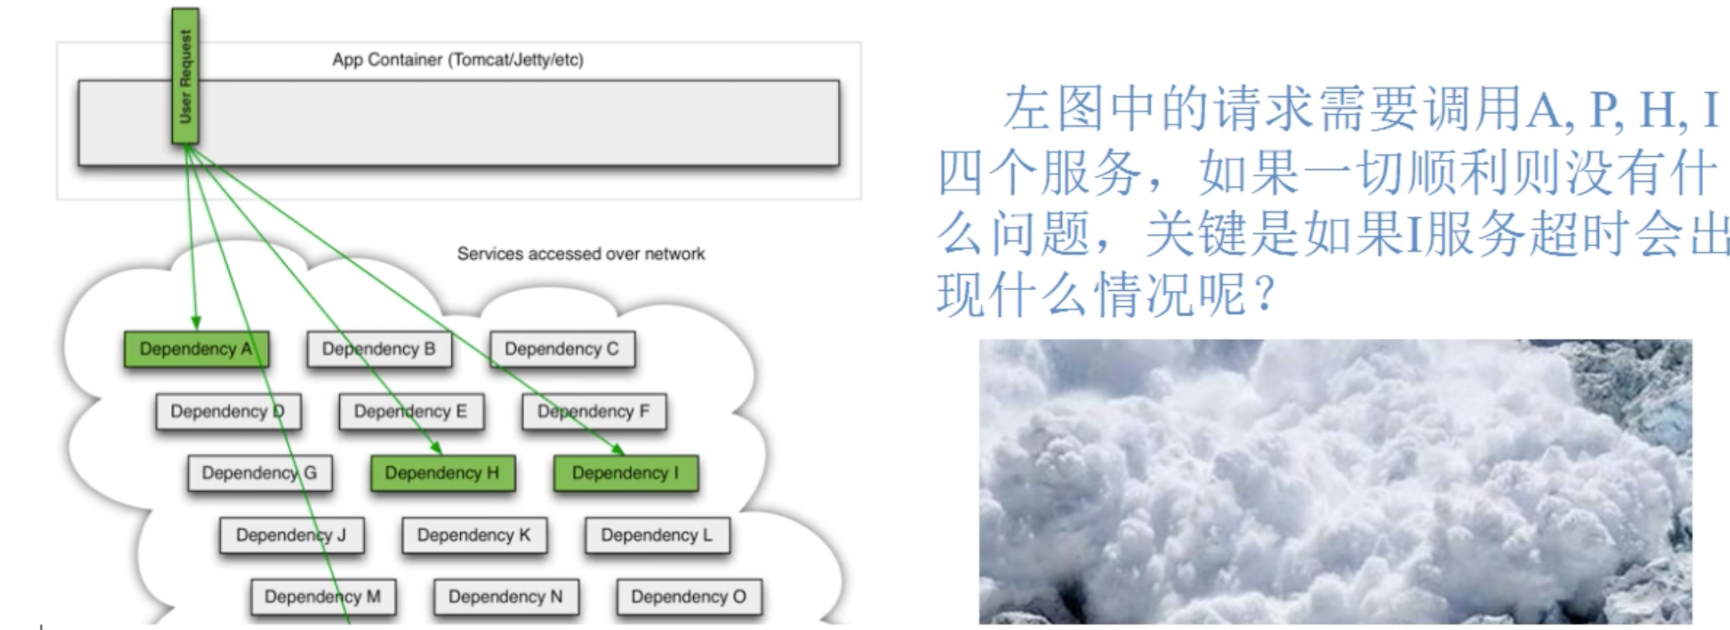 User Request
App Container (Tomcat/Jetty/etc)
Services accessed over network
Dependency A
Dependency B
Dependency C
Dependency D
Dependency E
Dependency F
Dependency G
Dependency H
Dependency I
Dependency J
Dependency K
Dependency L
Dependency M
Dependency N
Dependency O
左图中的请求需要调用A, P, H, I
四个服务，如果一切顺利则没有什
么问题，关键是如果I服务超时会出
现什么情况呢？